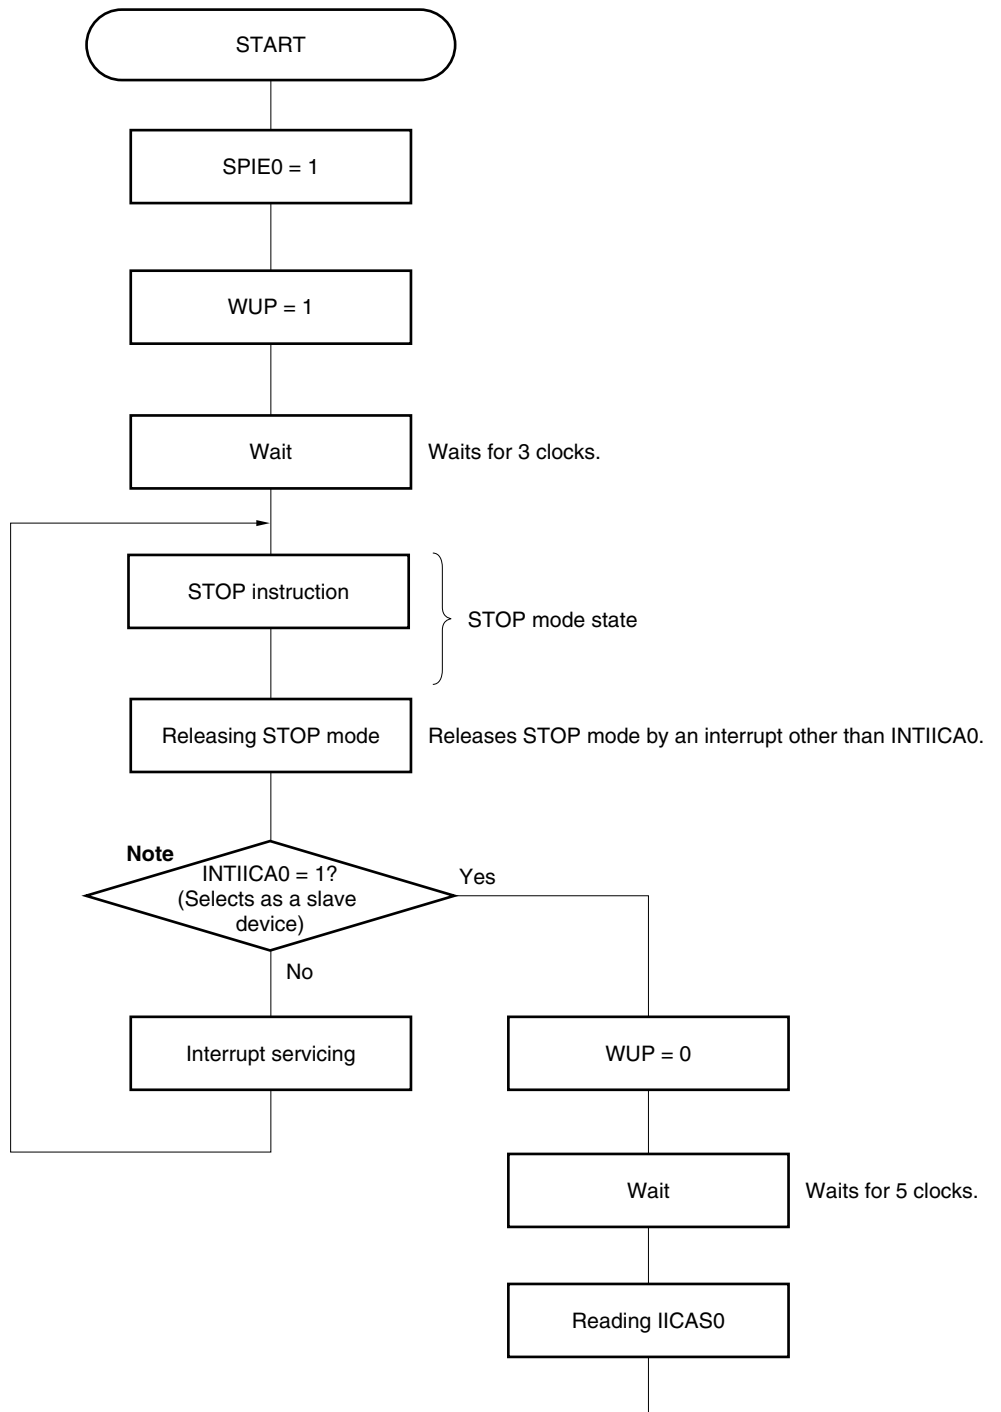 START
SPIE0 = 1
WUP = 1
Wait
Waits for 3 clocks.
STOP instruction
STOP mode state
Releasing STOP mode
Releases STOP mode by an interrupt other than INTIICA0.
Note
INTIICA0 = 1?
(Selects as a slave
device)
Yes
No
Interrupt servicing
WUP = 0
Wait
Waits for 5 clocks.
Reading IICAS0